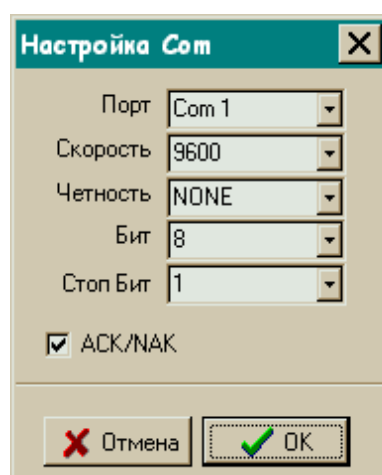 Настройка Com
Порт Com 1
Скорость 9600
Четность NONE
Бит 8
Стоп Бит 1
ACK/NAK
Отмена OK